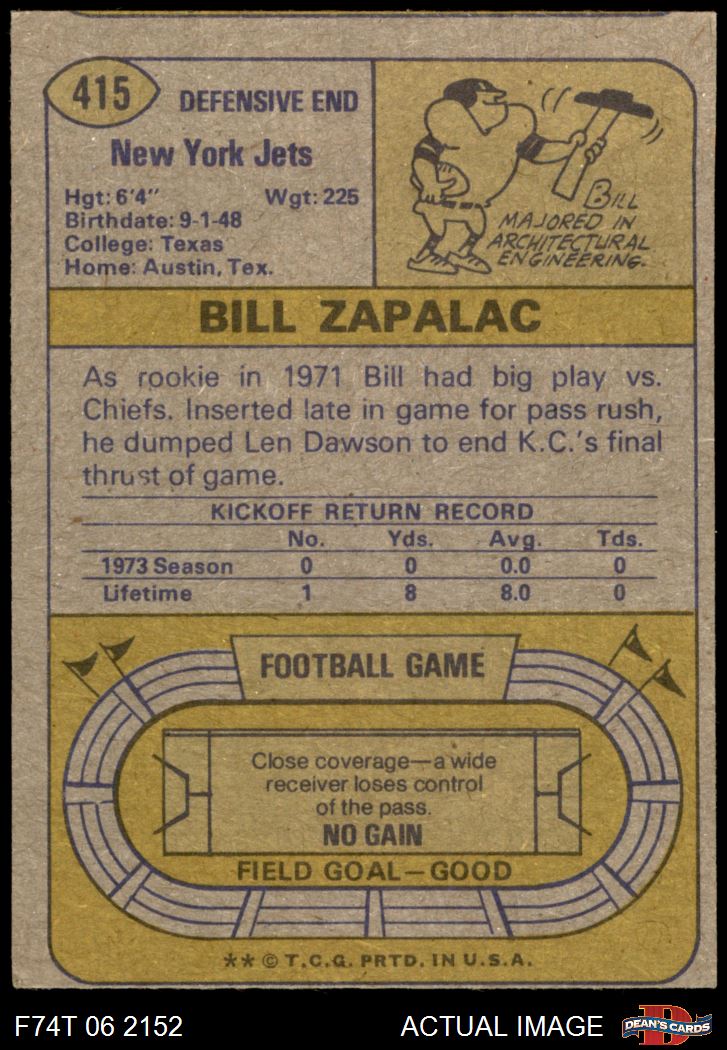 415
DEFENSIVE END
New York Jets
Hgt: 6'4" Wgt: 225
Birthdate: 9-1-48
College: Texas
Home: Austin, Tex.
BILL
MAJORED IN
ARCHITECTURAL
ENGINEERING.
BILL ZAPALAC
As rookie in 1971 Bill had big play vs.
Chiefs. Inserted late in game for pass rush,
he dumped Len Dawson to end K.C.'s final
thrust of game.
KICKOFF RETURN RECORD
No. Yds. Avg. Tds.
1973 Season 0 0 0.0 0
Lifetime 1 8 8.0 0
FOOTBALL GAME
Close coverage—a wide
receiver loses control
of the pass.
NO GAIN
FIELD GOAL—GOOD
** © T.C.G. PRTD. IN U.S.A.
F74T 06 2152 ACTUAL IMAGE D DEAN'S CARDS